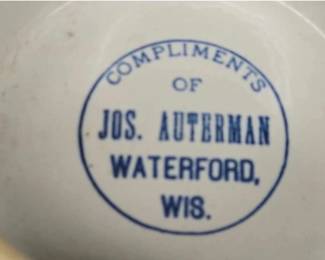 COMPLIMENTS
OF
JOS. AUTERMAN
WATERFORD,
WIS.